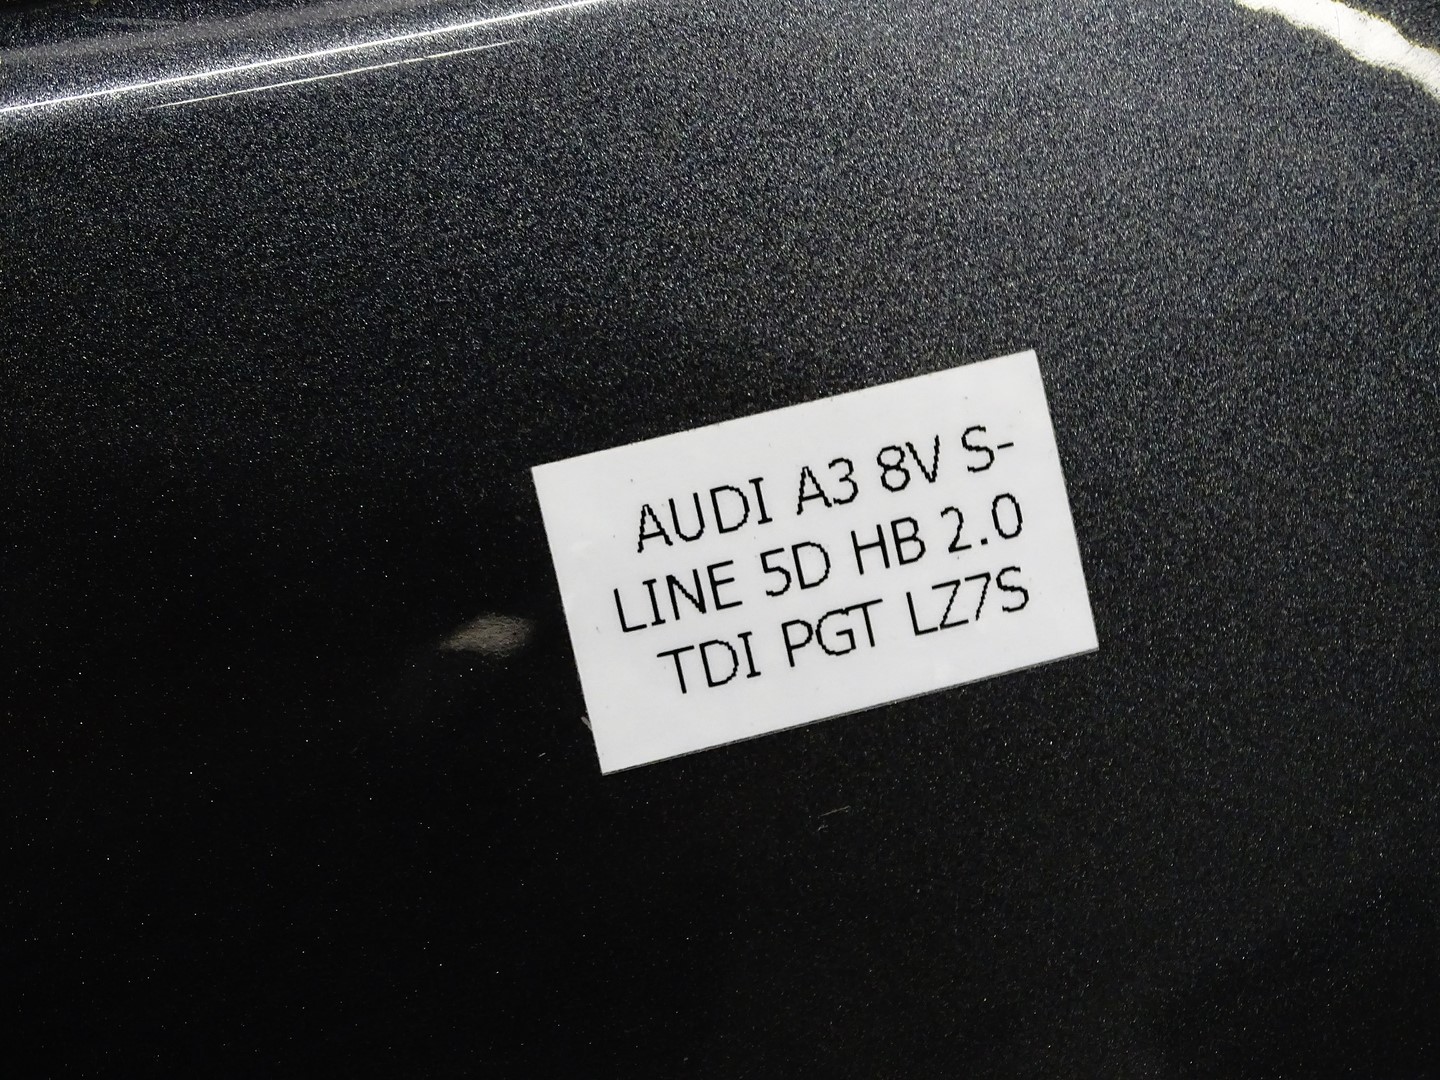 AUDI A3 8V S-
LINE 5D HB 2.0
TDI PGT LZ7S